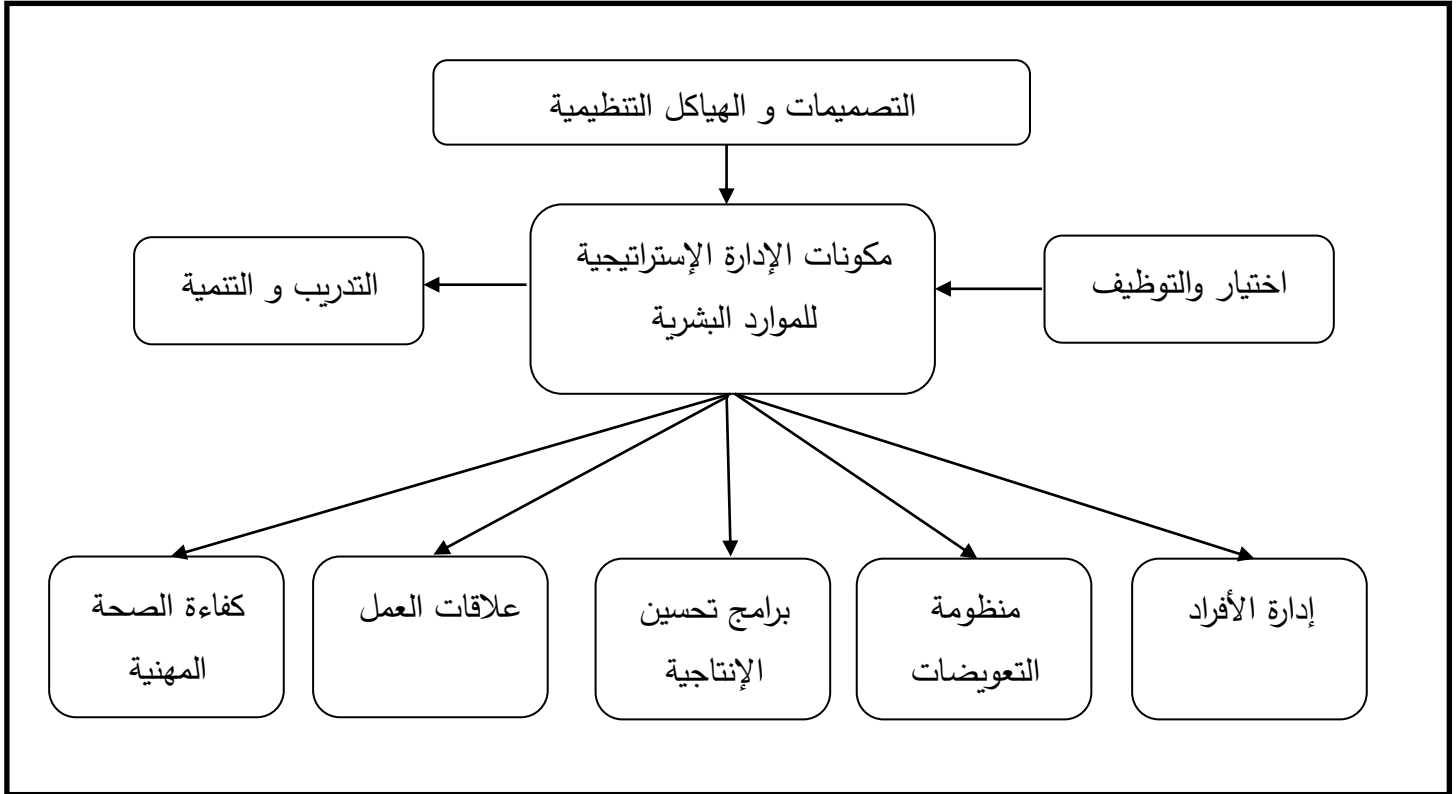 التصميمات و الهياكل التنظيمية
مكونات الإدارة الإستراتيجية
للموارد البشرية
اختيار والتوظيف
التدريب و التنمية
إدارة الأفراد
منظومة
التعويضات
برامج تحسين
الإنتاجية
علاقات العمل
كفاءة الصحة
المهنية